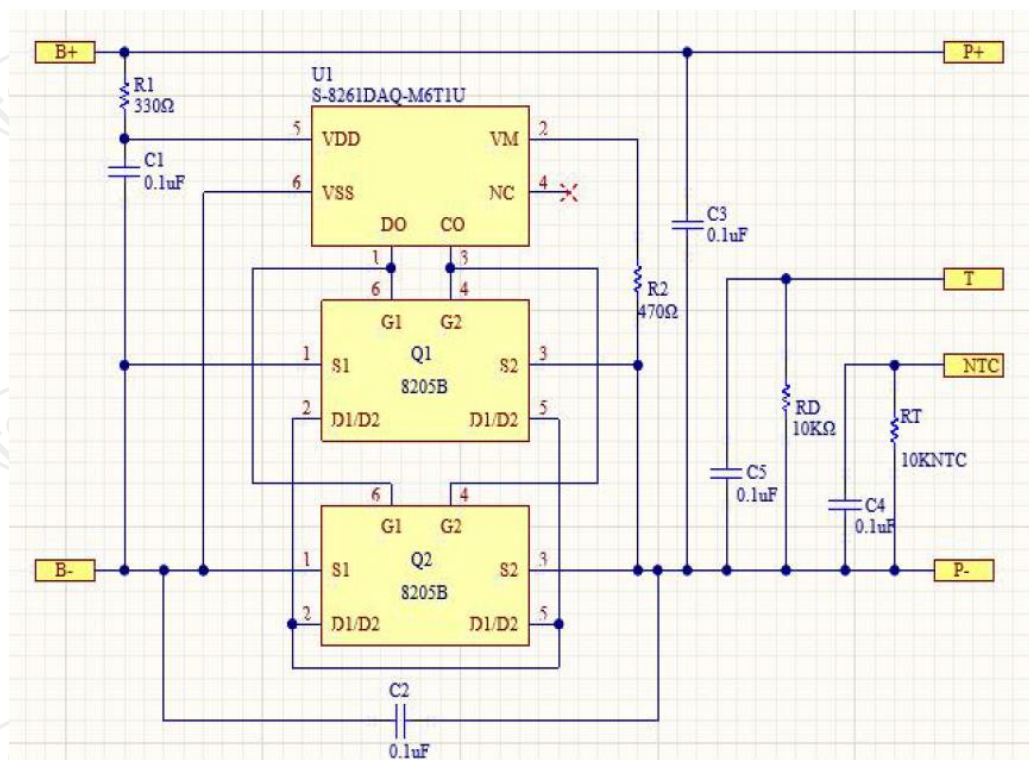 B+
P+
R1
330Ω
U1
S-8261DAQ-M6T1U
5
VDD
VM
2
C1
0.1uF
6
VSS
NC
4
DO
CO
1
3
C3
0.1uF
6
4
G1
G2
R2
470Ω
T
1
S1
Q1
S2
3
8205B
NTC
2
D1/D2
D1/D2
5
RD
10KΩ
RT
10KNTC
C5
0.1uF
6
4
C4
0.1uF
G1
G2
B-
1
S1
Q2
S2
3
P-
8205B
2
D1/D2
D1/D2
5
C2
0.1uF